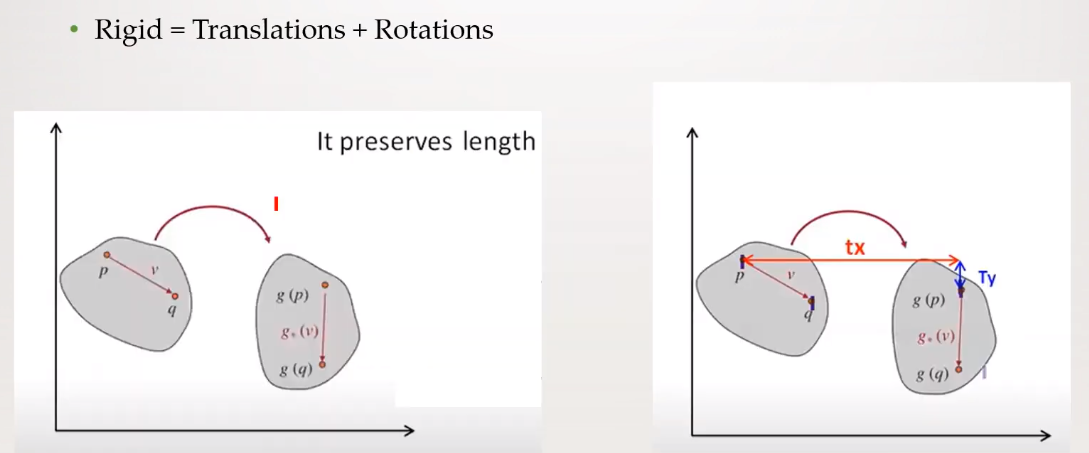 • Rigid = Translations + Rotations
It preserves length
I
p
v
q
g (p)
g* (v)
g (q)
tx
Ty
p
v
q
g (p)
g* (v)
g (q)